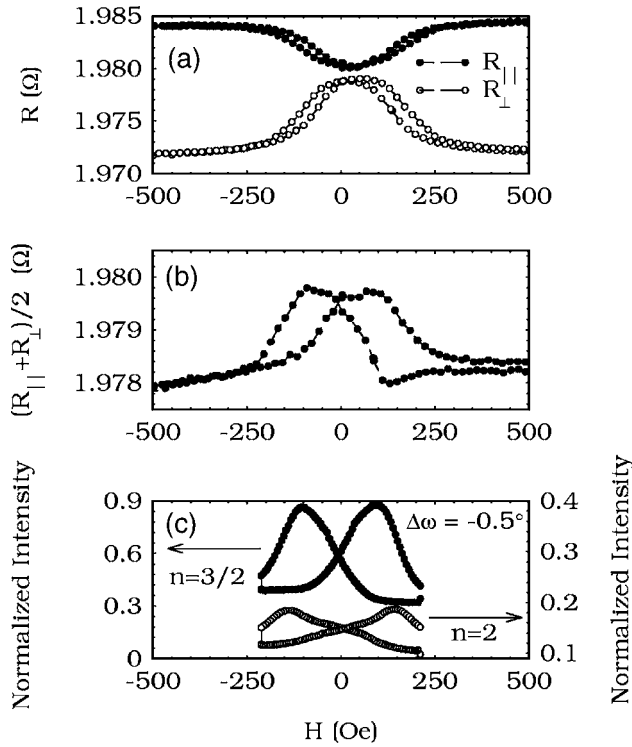 1.985
1.980
1.975
1.970
R (Ω)
(a)
R||
R⊥
-500 -250 0 250 500
1.980
1.979
1.978
(R||+R⊥)/2 (Ω)
(b)
-500 -250 0 250 500
Normalized Intensity
0.9
0.6
0.3
0
(c)
Δω = -0.5°
n=3/2
n=2
0.4
0.3
0.2
0.1
Normalized Intensity
-500 -250 0 250 500
H (Oe)